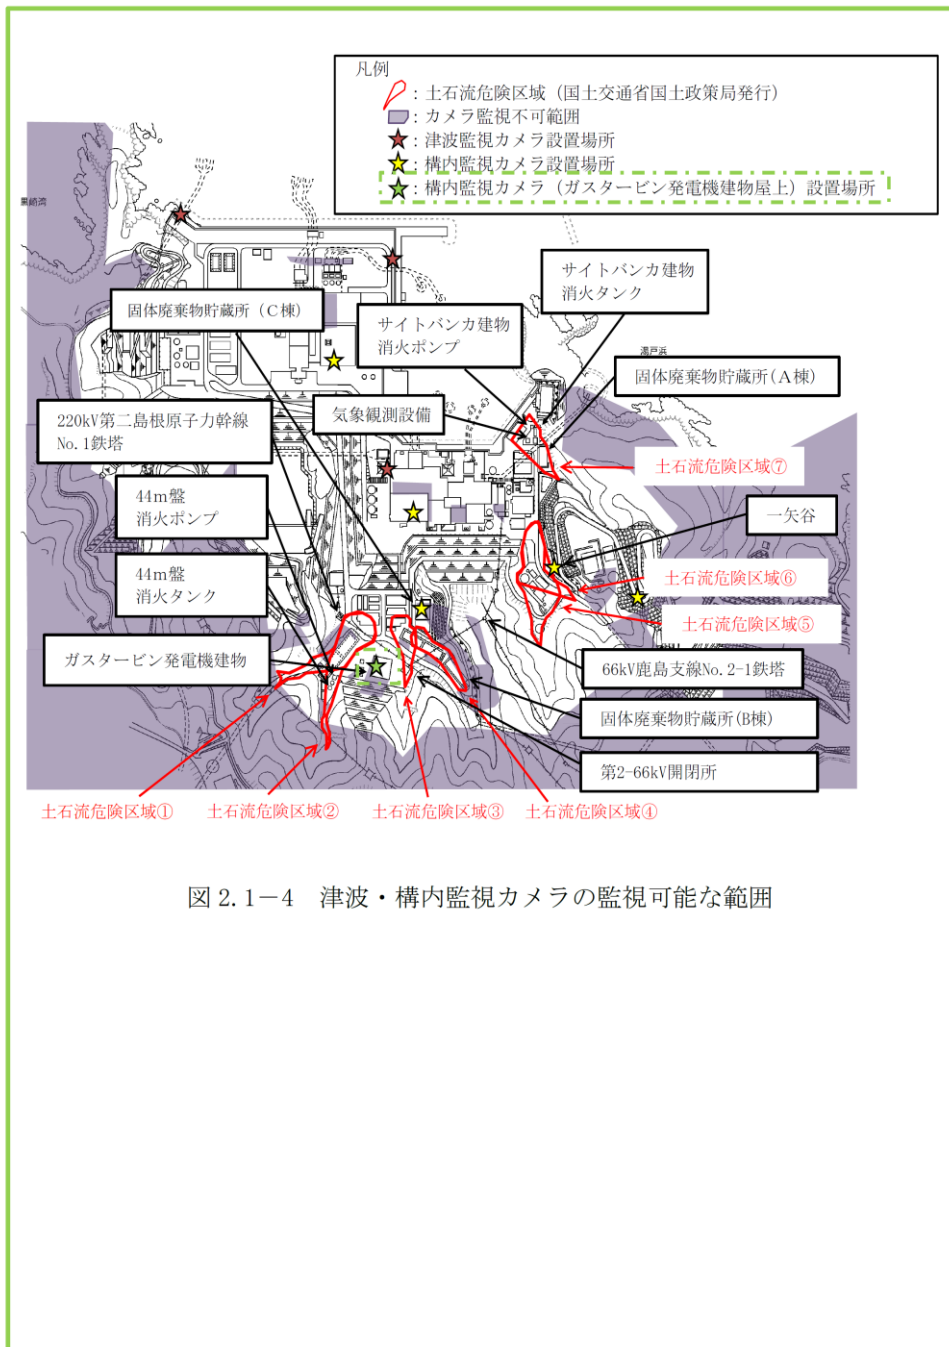 凡例
：土石流危険区域（国土交通省国土政策局発行）
：カメラ監視不可範囲
：津波監視カメラ設置場所
：構内監視カメラ設置場所
：構内監視カメラ（ガスタービン発電機建物屋上）設置場所
サイトバンカ建物
消火タンク
固体廃棄物貯蔵所（Ｃ棟）
サイトバンカ建物
消火ポンプ
固体廃棄物貯蔵所(Ａ棟)
220kV第二島根原子力幹線
No.1鉄塔
気象観測設備
土石流危険区域⑦
44m盤
消火ポンプ
一矢谷
44m盤
消火タンク
土石流危険区域⑥
土石流危険区域⑤
ガスタービン発電機建物
66kV鹿島支線No.2-1鉄塔
固体廃棄物貯蔵所(B棟)
第2-66kV開閉所
土石流危険区域①
土石流危険区域②
土石流危険区域③
土石流危険区域④
図 2.1－4　津波・構内監視カメラの監視可能な範囲